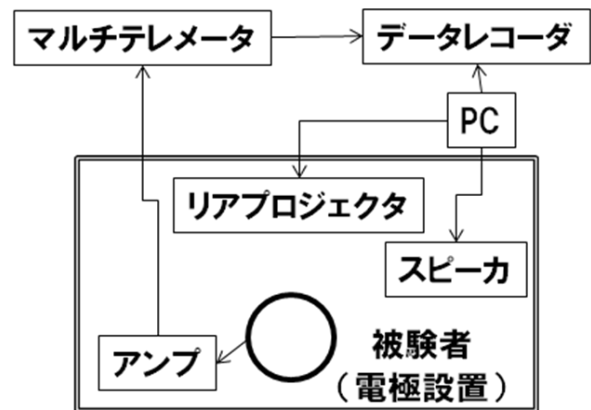 マルチテレメータ
データレコーダ
PC
リアプロジェクタ
スピーカ
アンプ
被験者
（電極設置）